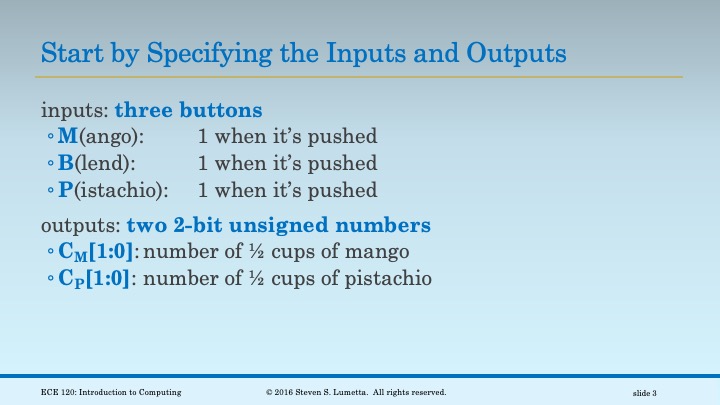 Start by Specifying the Inputs and Outputs
inputs: three buttons
◦ M(ango): 1 when it’s pushed
◦ B(lend): 1 when it’s pushed
◦ P(istachio): 1 when it’s pushed
outputs: two 2-bit unsigned numbers
◦ CM[1:0]: number of ½ cups of mango
◦ CP[1:0]: number of ½ cups of pistachio
ECE 120: Introduction to Computing © 2016 Steven S. Lumetta. All rights reserved. slide 3